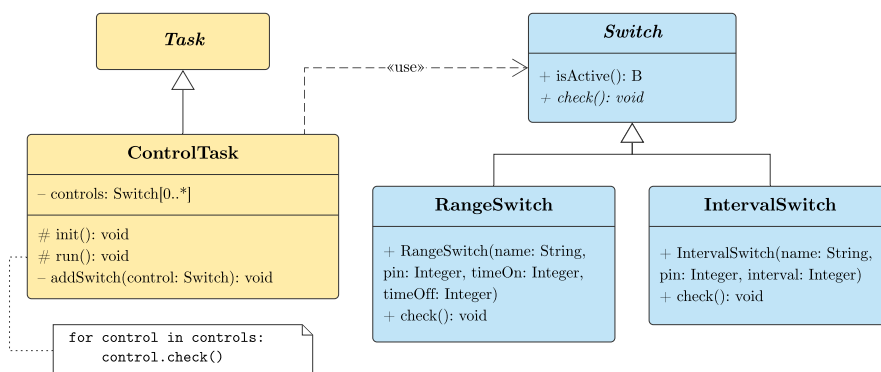 Task
ControlTask
– controls: Switch[0..*]
# init(): void
# run(): void
– addSwitch(control: Switch): void
for control in controls:
control.check()
«use»
Switch
+ isActive(): B
+ check(): void
RangeSwitch
+ RangeSwitch(name: String,
pin: Integer, timeOn: Integer,
timeOff: Integer)
+ check(): void
IntervalSwitch
+ IntervalSwitch(name: String,
pin: Integer, interval: Integer)
+ check(): void